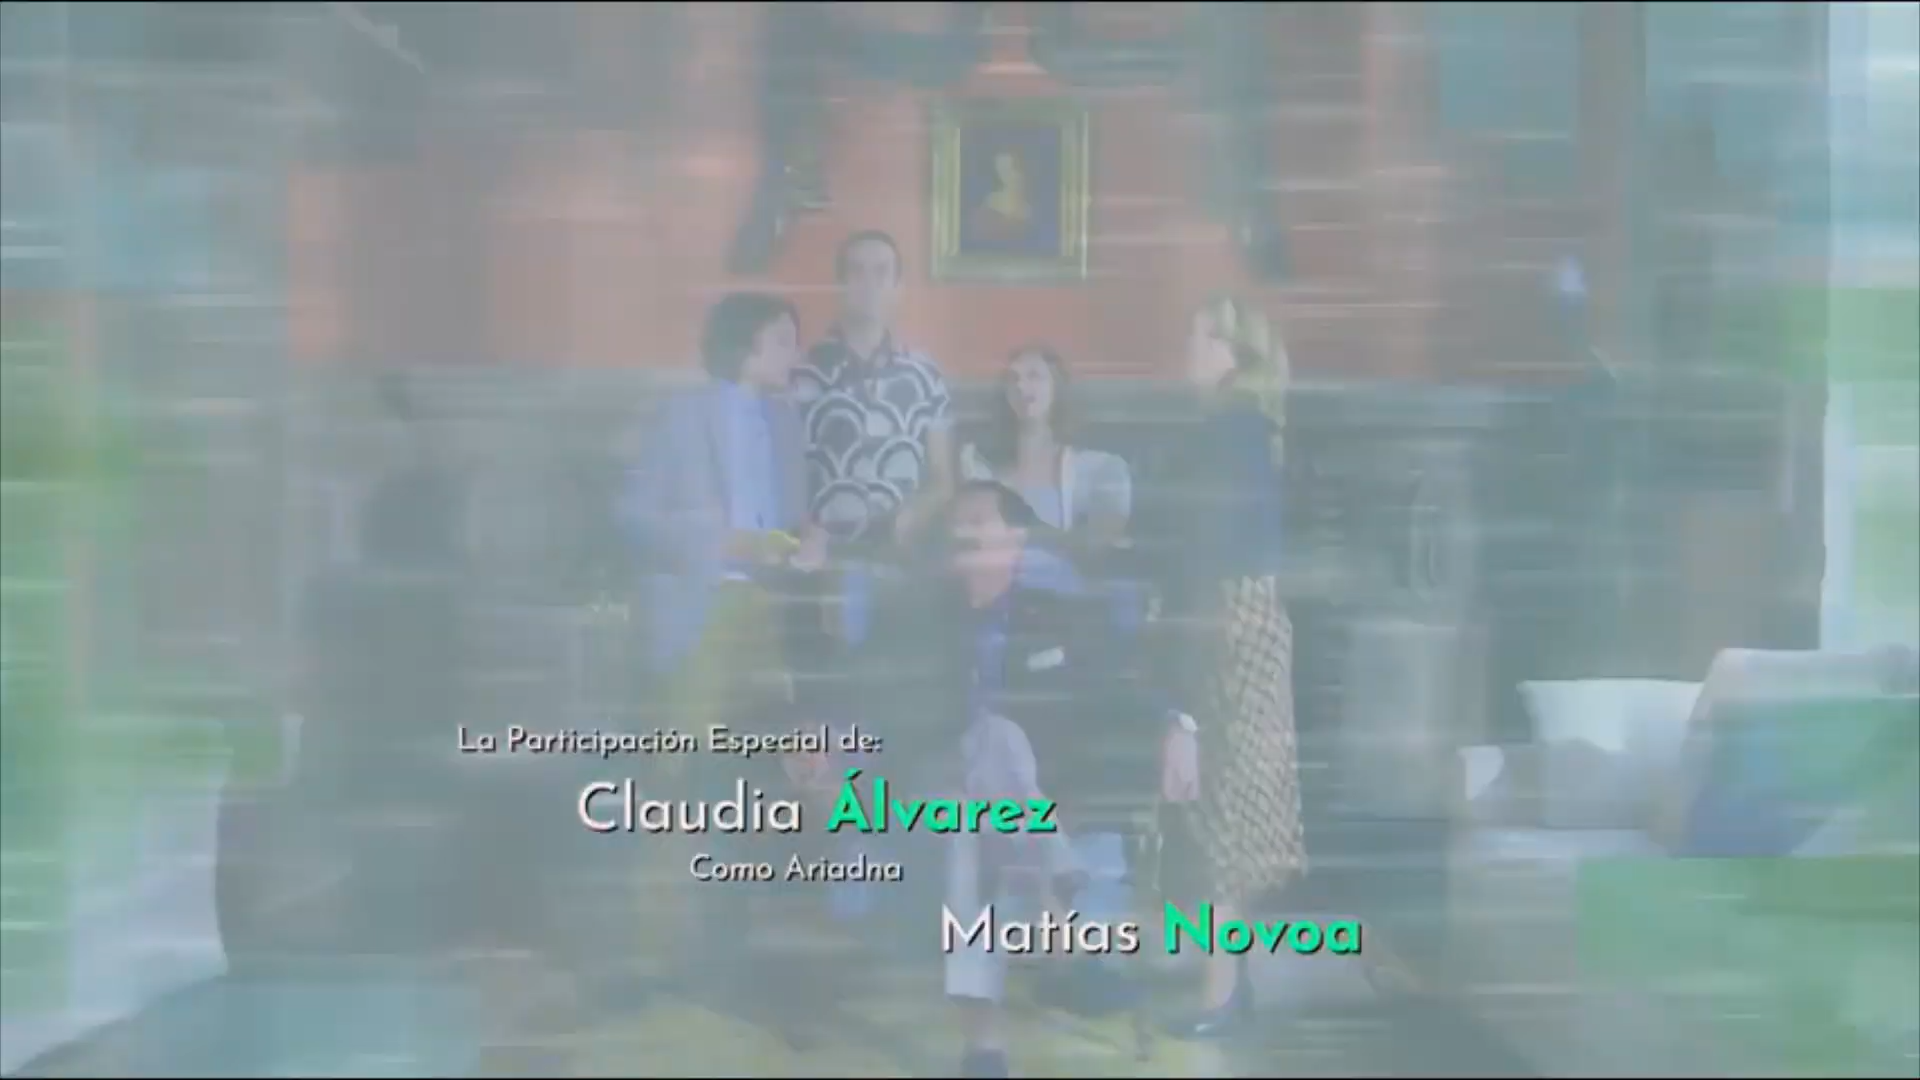 La Participación Especial de:
Claudia Álvarez
Como Ariadna
Matías Novoa